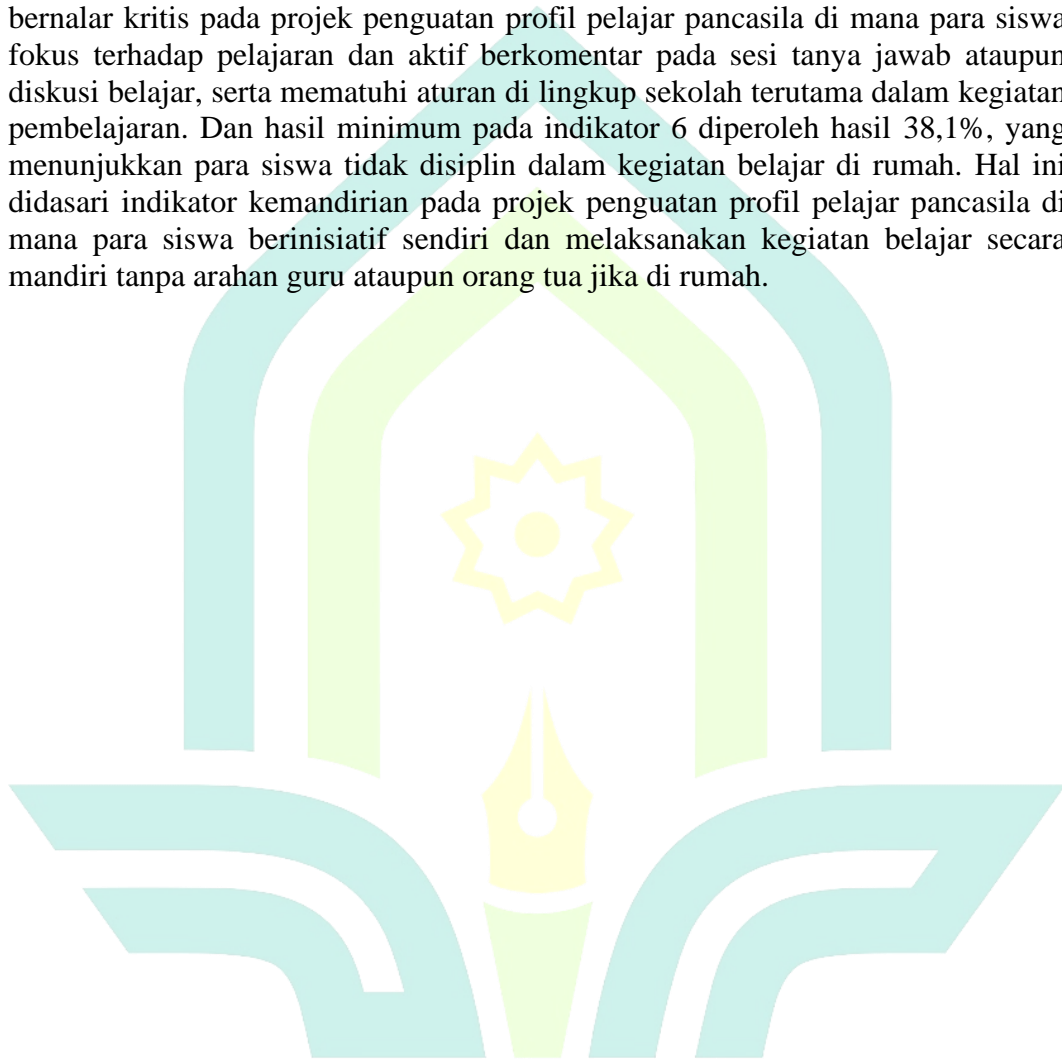 bernalar kritis pada projek penguatan profil pelajar pancasila di mana para siswa
fokus terhadap pelajaran dan aktif berkomentar pada sesi tanya jawab ataupun
diskusi belajar, serta mematuhi aturan di lingkup sekolah terutama dalam kegiatan
pembelajaran. Dan hasil minimum pada indikator 6 diperoleh hasil 38,1%, yang
menunjukkan para siswa tidak disiplin dalam kegiatan belajar di rumah. Hal ini
didasari indikator kemandirian pada projek penguatan profil pelajar pancasila di
mana para siswa berinisiatif sendiri dan melaksanakan kegiatan belajar secara
mandiri tanpa arahan guru ataupun orang tua jika di rumah.